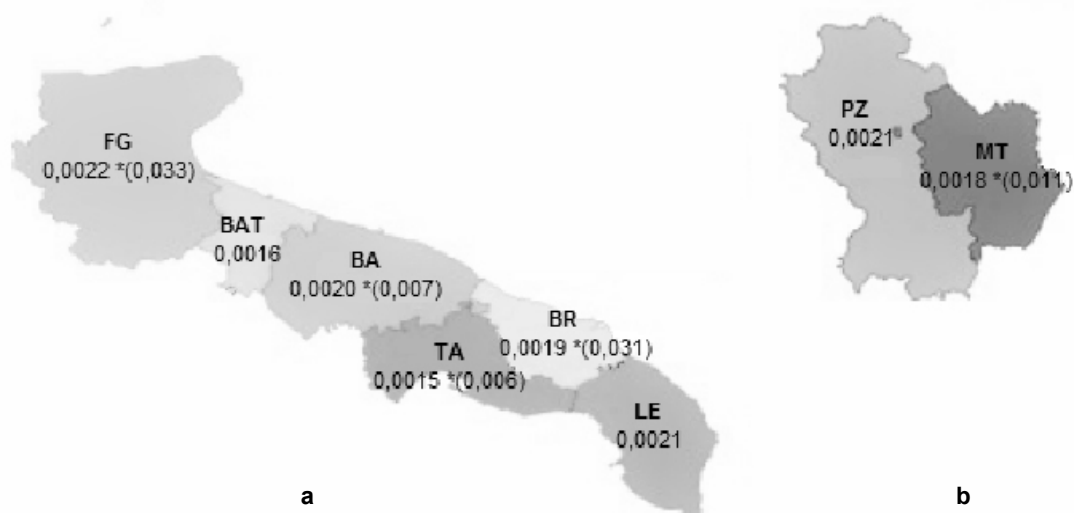 FG
0,0022 *(0,033)
BAT
0,0016
BA
0,0020 *(0,007)
BR
0,0019 *(0,031)
TA
0,0015 *(0,006)
LE
0,0021
a
PZ
0,0021
MT
0,0018 *(0,011)
b